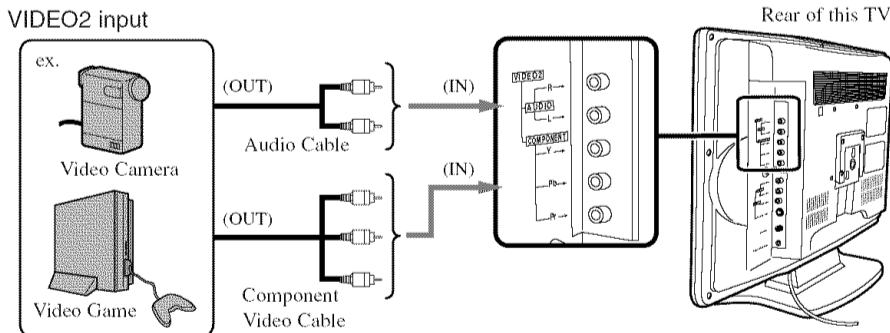 VIDEO2 input
Rear of this TV
ex.
(OUT)
(IN)
Video Camera
Audio Cable
VIDEO2
R
AUDIO
L
COMPONENT
Y
Pb
Pr
(IN)
(OUT)
Video Game
Component
Video Cable